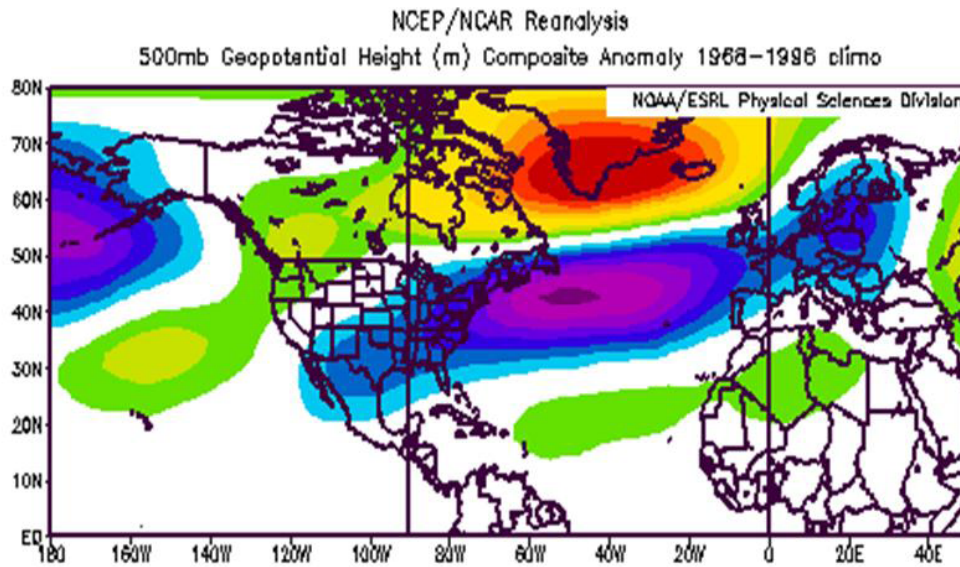 NCEP/NCAR Reanalysis
500mb Geopotential Height (m) Composite Anomaly 1968-1996 climo
NOAA/ESRL Physical Sciences Division
80N
70N
60N
50N
40N
30N
20N
10N
EQ
180 160W 140W 120W 100W 80W 60W 40W 20W 0 20E 40E